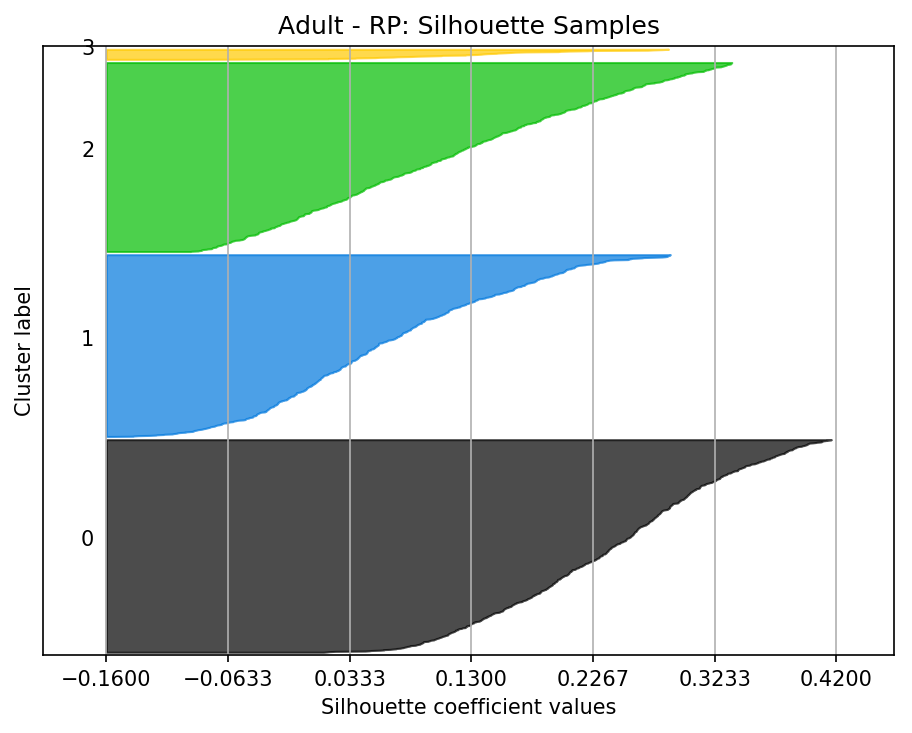 Adult - RP: Silhouette Samples
3
2
1
0
Cluster label
−0.1600 −0.0633 0.0333 0.1300 0.2267 0.3233 0.4200
Silhouette coefficient values